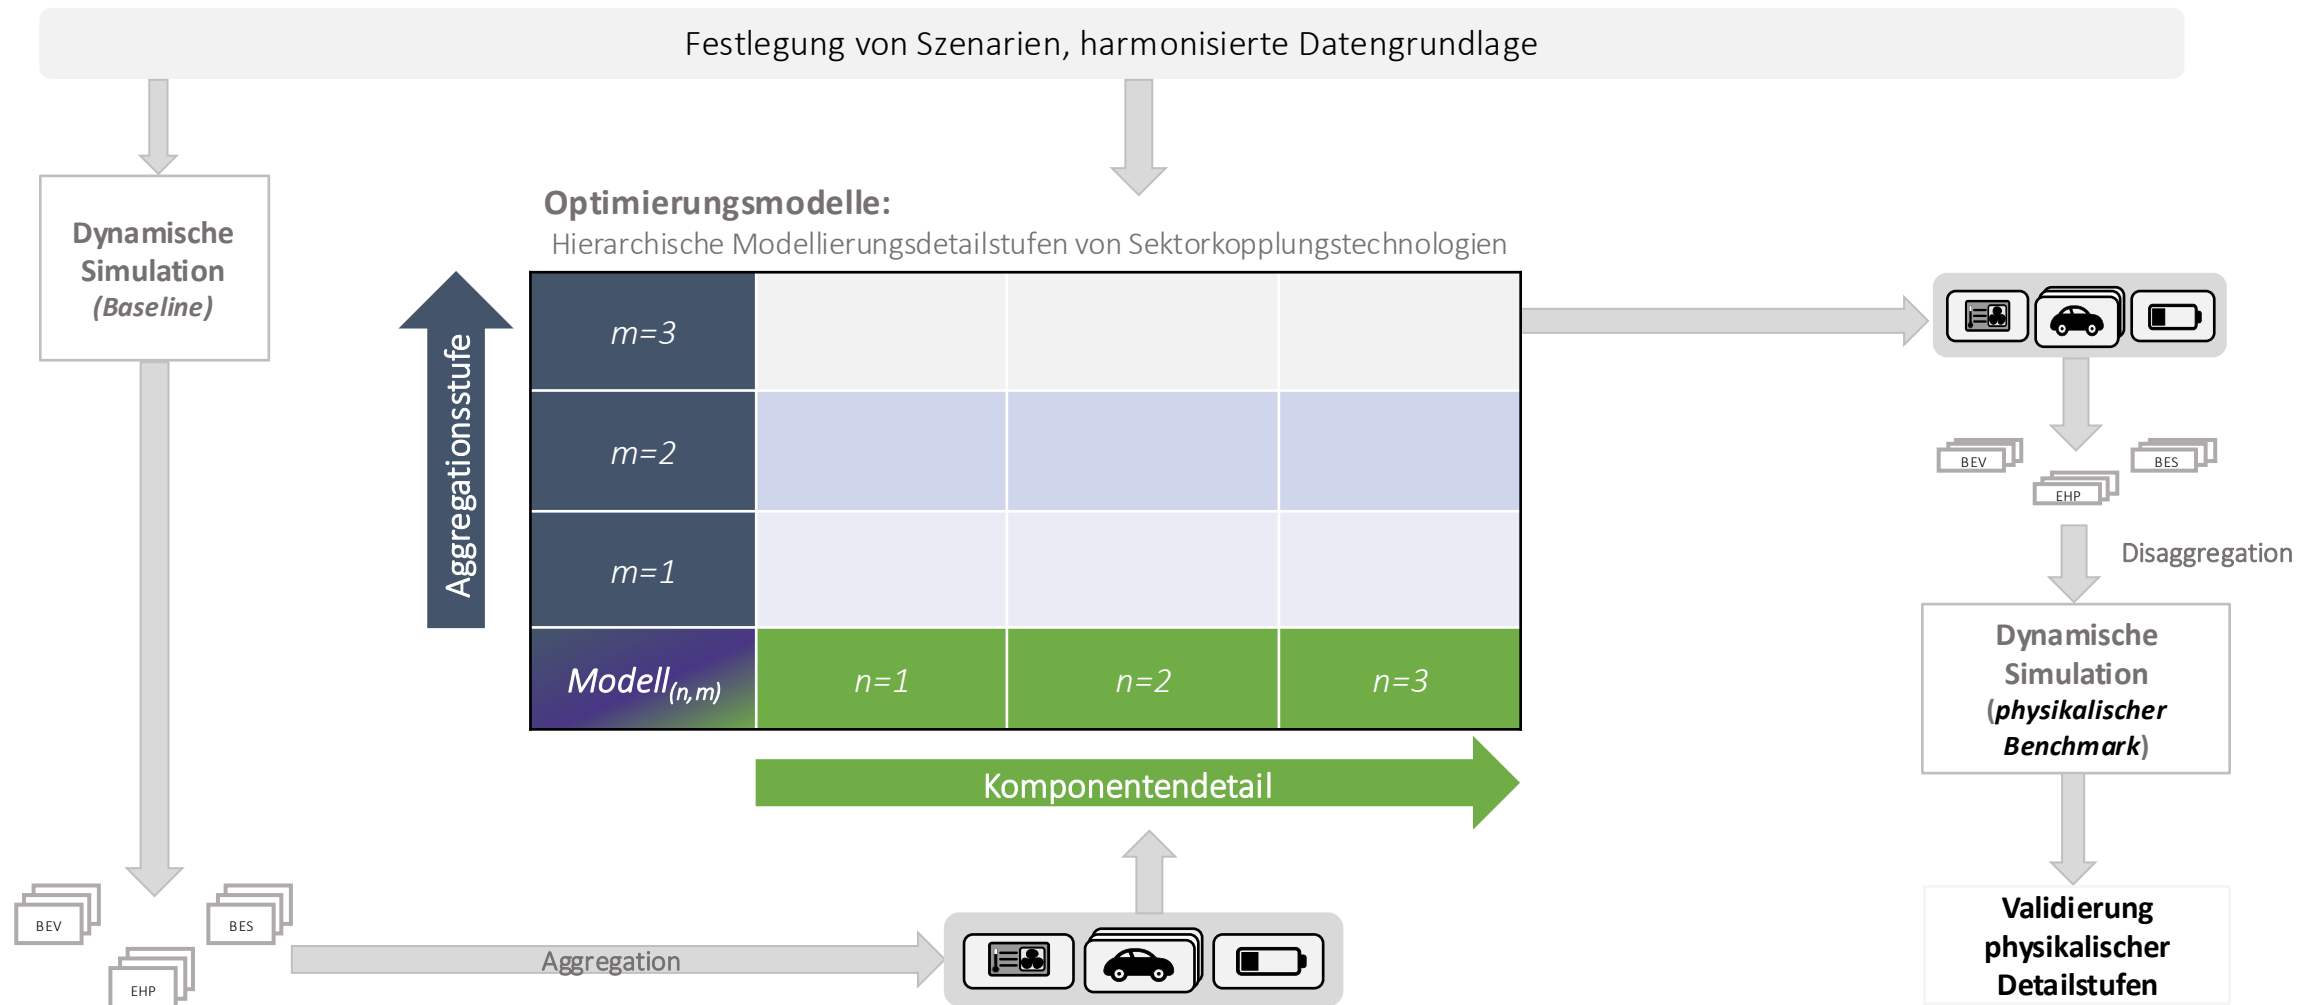 Festlegung von Szenarien, harmonisierte Datengrundlage
Dynamische
Simulation
(Baseline)
Optimierungsmodelle:
Hierarchische Modellierungsdetailstufen von Sektorkopplungstechnologien
Aggregationsstufe
m=3
m=2
m=1
Modell(n,m)
n=1
n=2
n=3
Komponentendetail
BEV
BES
EHP
Aggregation
BEV
BES
EHP
Disaggregation
Dynamische
Simulation
(physikalischer
Benchmark)
Validierung
physikalischer
Detailstufen